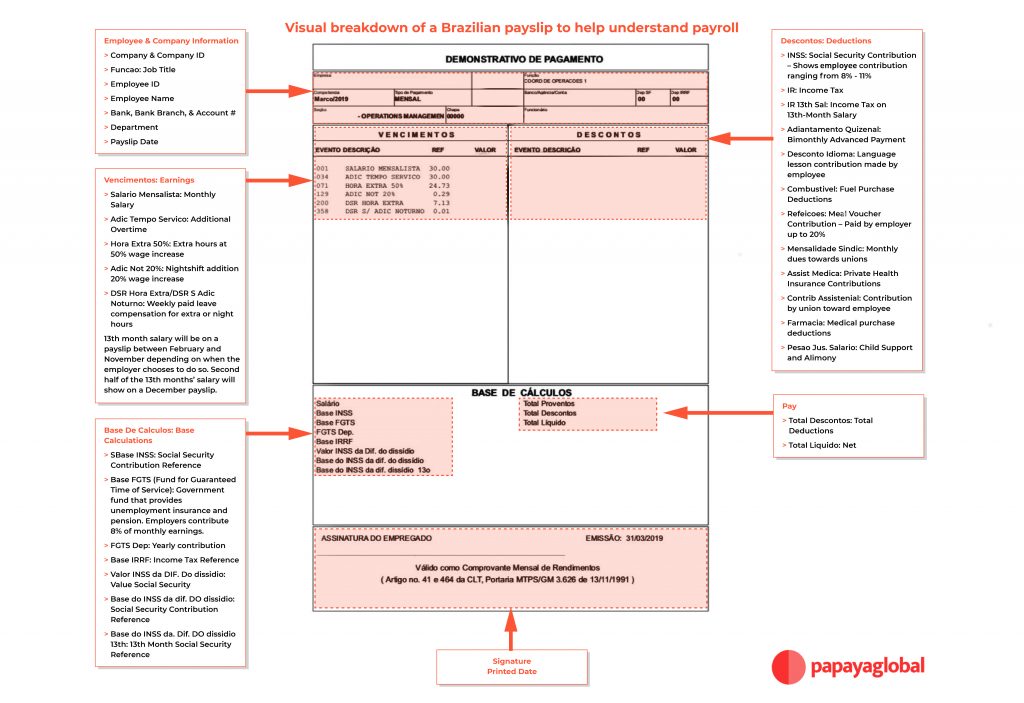 Visual breakdown of a Brazilian payslip to help understand payroll
Employee & Company Information
> Company & Company ID
> Funcao: Job Title
> Employee ID
> Employee Name
> Bank, Bank Branch, & Account #
> Department
> Payslip Date
Vencimentos: Earnings
> Salario Mensalista: Monthly
Salary
> Adic Tempo Servico: Additional
Overtime
> Hora Extra 50%: Extra hours at
50% wage increase
> Adic Not 20%: Nightshift addition
20% wage increase
> DSR Hora Extra/DSR S Adic
Noturno: Weekly paid leave
compensation for extra or night
hours
13th month salary will be on a
payslip between February and
November depending on when the
employer chooses to do so. Second
half of the 13th months' salary will
show on a December payslip.
Base De Calculos: Base
Calculations
> SBase INSS: Social Security
Contribution Reference
> Base FGTS (Fund for Guaranteed
Time of Service): Government
fund that provides
unemployment insurance and
pension. Employers contribute
8% of monthly earnings.
> FGTS Dep: Yearly contribution
> Base IRRF: Income Tax Reference
> Valor INSS da DIF. Do dissidio:
Value Social Security
> Base do INSS da dif. DO dissidio:
Social Security Contribution
Reference
> Base do INSS da. Dif. DO dissidio
13th: 13th Month Social Security
Reference
DEMONSTRATIVO DE PAGAMENTO
Empresa Função
COORD DE OPERACOES 1
Competencia Tipo de Pagamento Banco/Agência/Conta Dep SF Dep IRRF
Marco/2019 MENSAL 00 00
Seção Chapa Funcionário
- OPERATIONS MANAGEMEN 00000
VENCIMENTOS DESCONTOS
EVENTO DESCRIÇÃO REF VALOR EVENTO DESCRICÃO REF VALOR
001 SALARIO MENSALISTA 30.00
034 ADIC TEMPO SERVICO 30.00
071 HORA EXTRA 50% 24.73
129 ADIC NOT 20% 0.29
200 DSR HORA EXTRA 7.13
358 DSR S/ ADIC NOTURNO 0.01
BASE DE CÁLCULOS
Salário Total Proventos
Base INSS Total Descontos
Base FGTS Total Líquido
FGTS Dep.
Base IRRF
Valor INSS da Dif. do dissídio
Base do INSS da dif. do dissídio
Base do INSS da dif. dissídio 13o
ASSINATURA DO EMPREGADO EMISSÃO: 31/03/2019
Válido como Comprovante Mensal de Rendimentos
( Artigo no. 41 e 464 da CLT, Portaria MTPS/GM 3.626 de 13/11/1991 )
Signature
Printed Date
Descontos: Deductions
> INSS: Social Security Contribution
– Shows employee contribution
ranging from 8% - 11%
> IR: Income Tax
> IR 13th Sal: Income Tax on
13th-Month Salary
> Adiantamento Quizenal:
Bimonthly Advanced Payment
> Desconto Idioma: Language
lesson contribution made by
employee
> Combustivel: Fuel Purchase
Deductions
> Refeicoes: Meal Voucher
Contribution – Paid by employer
up to 20%
> Mensalidade Sindic: Monthly
dues towards unions
> Assist Medica: Private Health
Insurance Contributions
> Contrib Assistenial: Contribution
by union toward employee
> Farmacia: Medical purchase
deductions
> Pesao Jus. Salario: Child Support
and Alimony
Pay
> Total Descontos: Total
Deductions
> Total Liquido: Net
papayaglobal